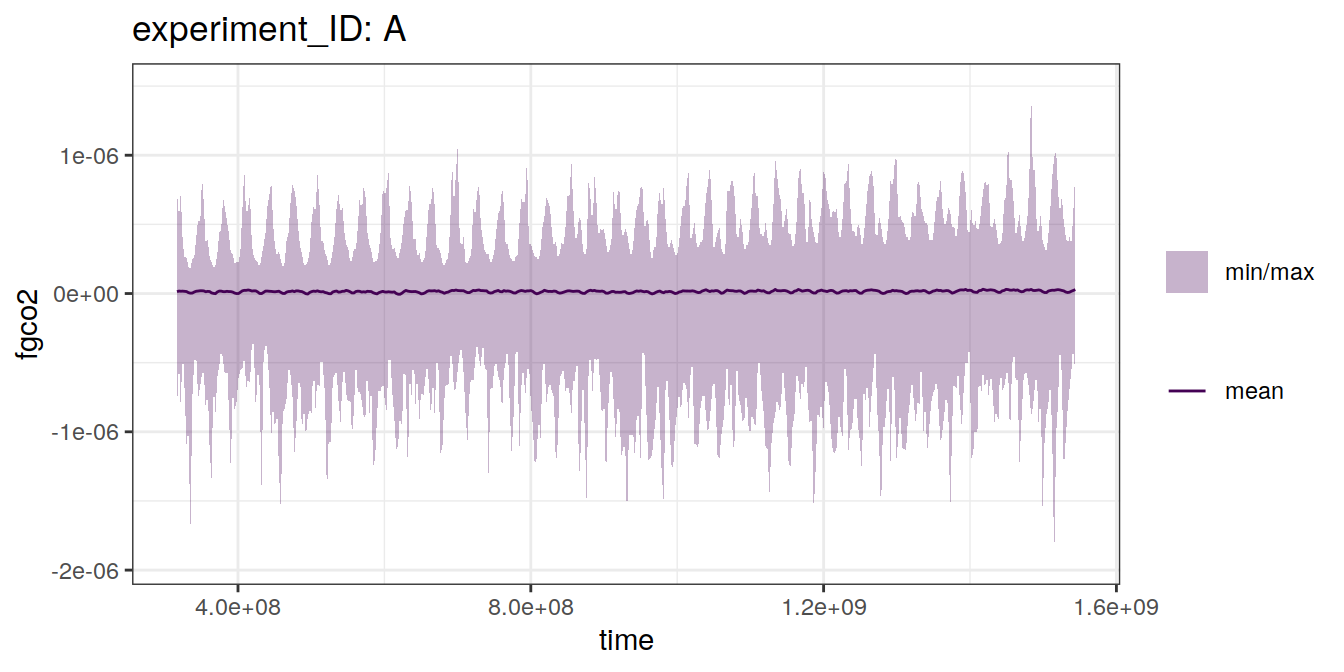 experiment_ID: A
fgco2
1e-06
0e+00
-1e-06
-2e-06
4.0e+08
8.0e+08
1.2e+09
1.6e+09
time
min/max
mean